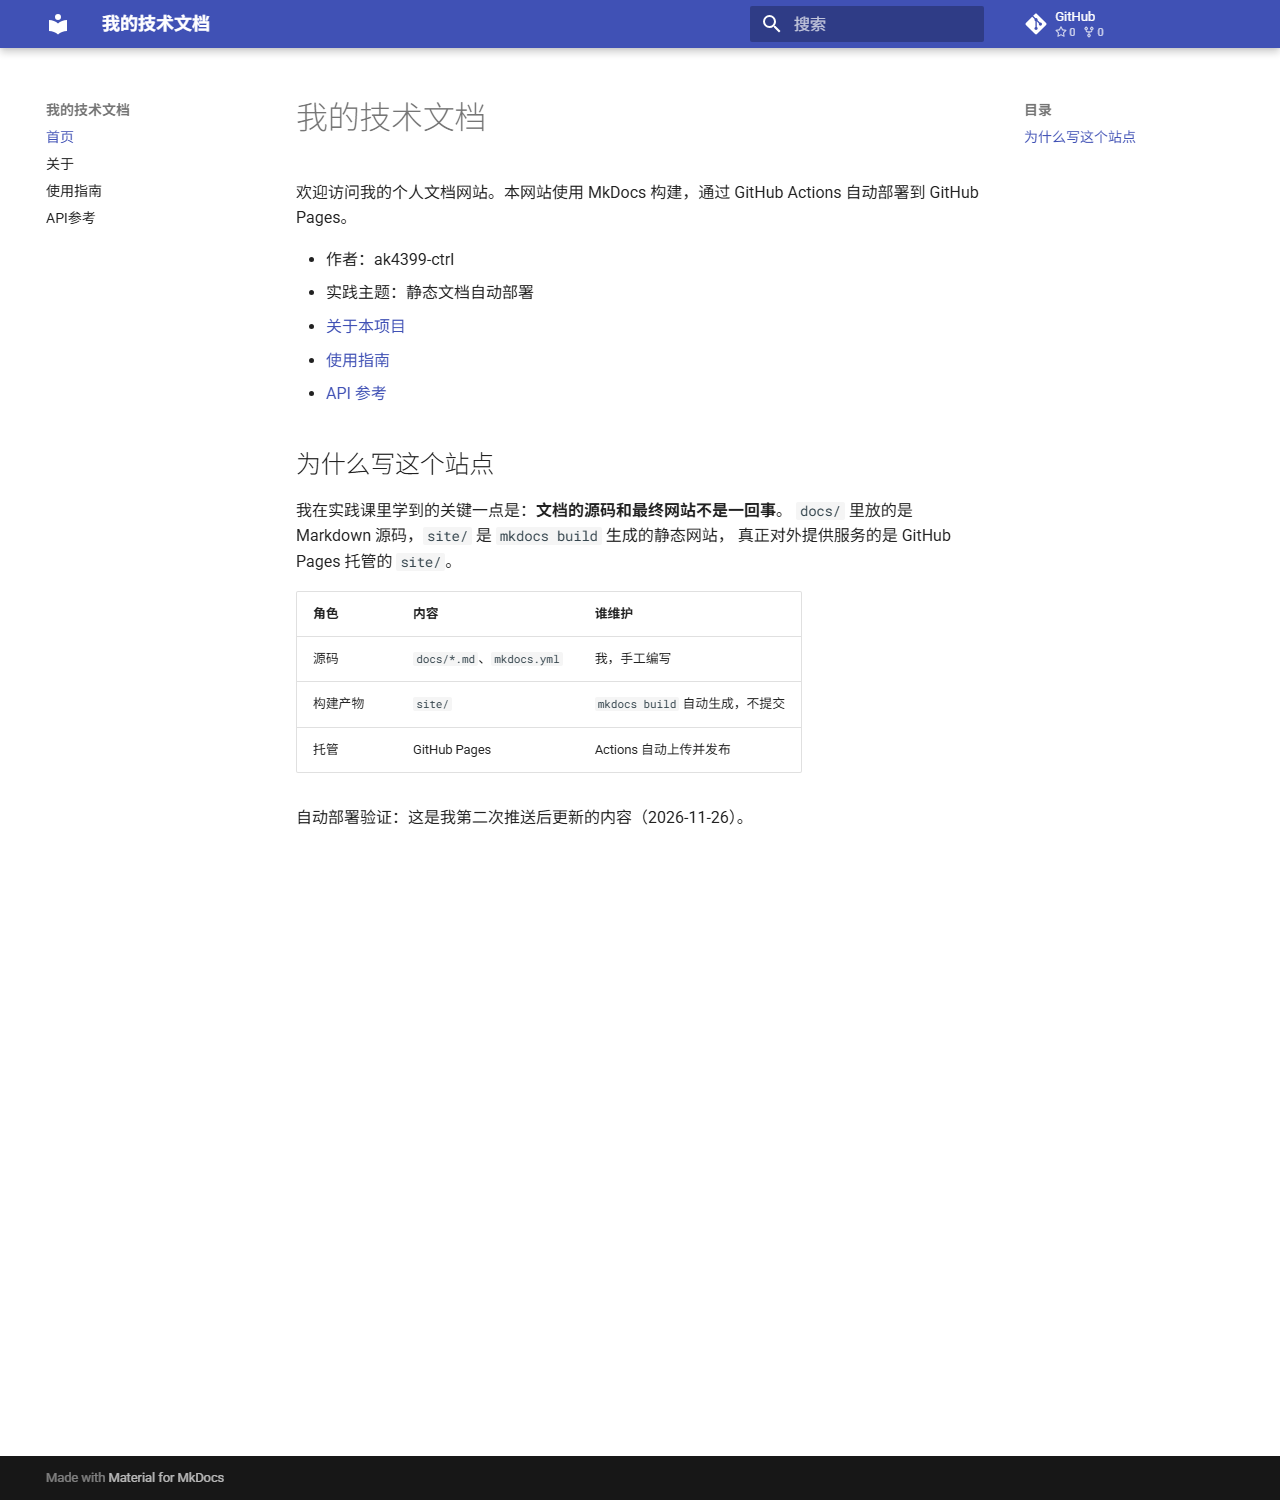 我的技术文档
搜索
GitHub
0 0
我的技术文档
首页
关于
使用指南
API参考
我的技术文档
欢迎访问我的个人文档网站。本网站使用 MkDocs 构建，通过 GitHub Actions 自动部署到 GitHub
Pages。
作者：ak4399-ctrl
实践主题：静态文档自动部署
关于本项目
使用指南
API 参考
为什么写这个站点
我在实践课里学到的关键一点是：文档的源码和最终网站不是一回事。 docs/ 里放的是
Markdown 源码， site/ 是 mkdocs build 生成的静态网站， 真正对外提供服务的是 GitHub
Pages 托管的 site/ 。
角色 内容 谁维护
源码 docs/*.md 、 mkdocs.yml 我，手工编写
构建产物 site/ mkdocs build 自动生成，不提交
托管 GitHub Pages Actions 自动上传并发布
自动部署验证：这是我第二次推送后更新的内容（2026-11-26）。
目录
为什么写这个站点
Made with Material for MkDocs